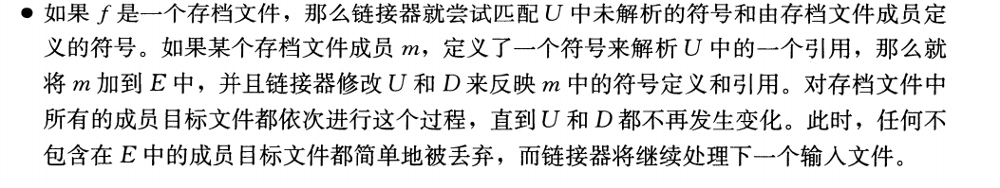 ● 如果 f 是一个存档文件，那么链接器就尝试匹配 U 中未解析的符号和由存档文件成员定
义的符号。如果某个存档文件成员 m，定义了一个符号来解析 U 中的一个引用，那么就
将 m 加到 E 中，并且链接器修改 U 和 D 来反映 m 中的符号定义和引用。对存档文件中
所有的成员目标文件都依次进行这个过程，直到 U 和 D 都不再发生变化。此时，任何不
包含在 E 中的成员目标文件都简单地被丢弃，而链接器将继续处理下一个输入文件。